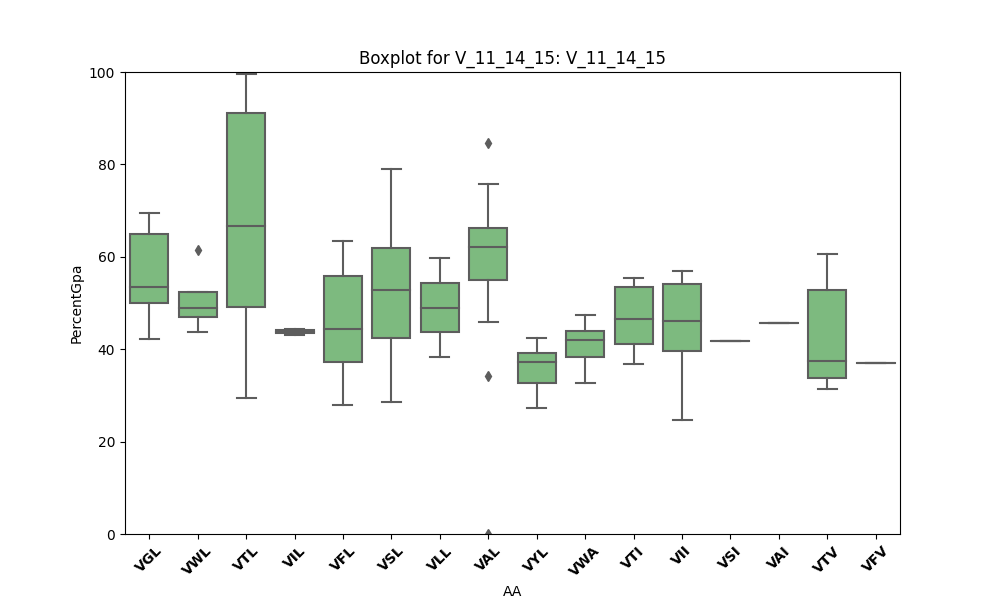 Boxplot for V_11_14_15: V_11_14_15
PercentGpa
100
80
60
40
20
0
VGL VWL VTL VIL VFL VSL VLL VAL VYL VWA VTI VII VSI VAI VTV VFV
AA